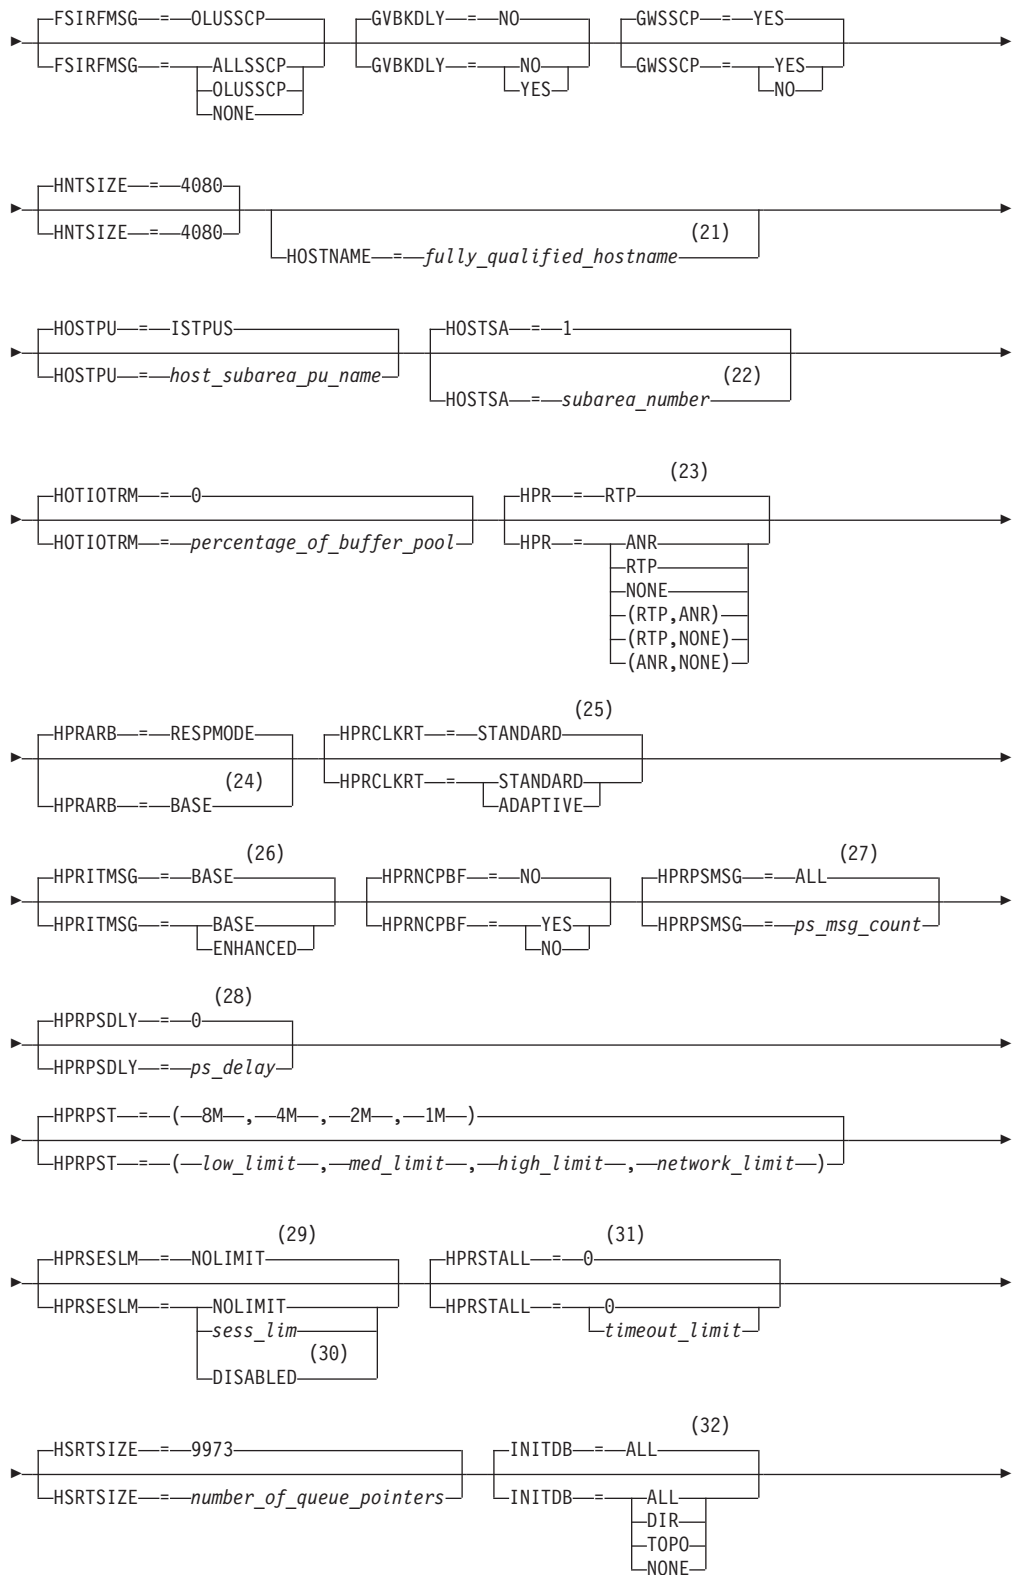 FSIRFMSG = OLUSSCP GVBKDLY = NO GWSSCP = YES
FSIRFMSG = ALLSSCP GVBKDLY = NO GWSSCP = YES
OLUSSCP YES NO
NONE
HNTSIZE = 4080
HNTSIZE = 4080 (21)
HOSTNAME = fully_qualified_hostname
HOSTPU = ISTPUS HOSTSA = 1
HOSTPU = host_subarea_pu_name (22)
HOSTSA = subarea_number
(23)
HOTIOTRM = 0 HPR = RTP
HOTIOTRM = percentage_of_buffer_pool HPR = ANR
RTP
NONE
(RTP,ANR)
(RTP,NONE)
(ANR,NONE)
(25)
HPRARB = RESPMODE HPRCLKRT = STANDARD
(24) HPRCLKRT = STANDARD
HPRARB = BASE ADAPTIVE
(26) (27)
HPRITMSG = BASE HPRNCPBF = NO HPRPSMSG = ALL
HPRITMSG = BASE HPRNCPBF = YES HPRPSMSG = ps_msg_count
ENHANCED NO
(28)
HPRPSDLY = 0
HPRPSDLY = ps_delay
HPRPST = ( 8M , 4M , 2M , 1M )
HPRPST = ( low_limit , med_limit , high_limit , network_limit )
(29) (31)
HPRSESLM = NOLIMIT HPRSTALL = 0
HPRSESLM = NOLIMIT HPRSTALL = 0
sess_lim timeout_limit
(30)
DISABLED
(32)
HSRTSIZE = 9973 INITDB = ALL
HSRTSIZE = number_of_queue_pointers INITDB = ALL
DIR
TOPO
NONE